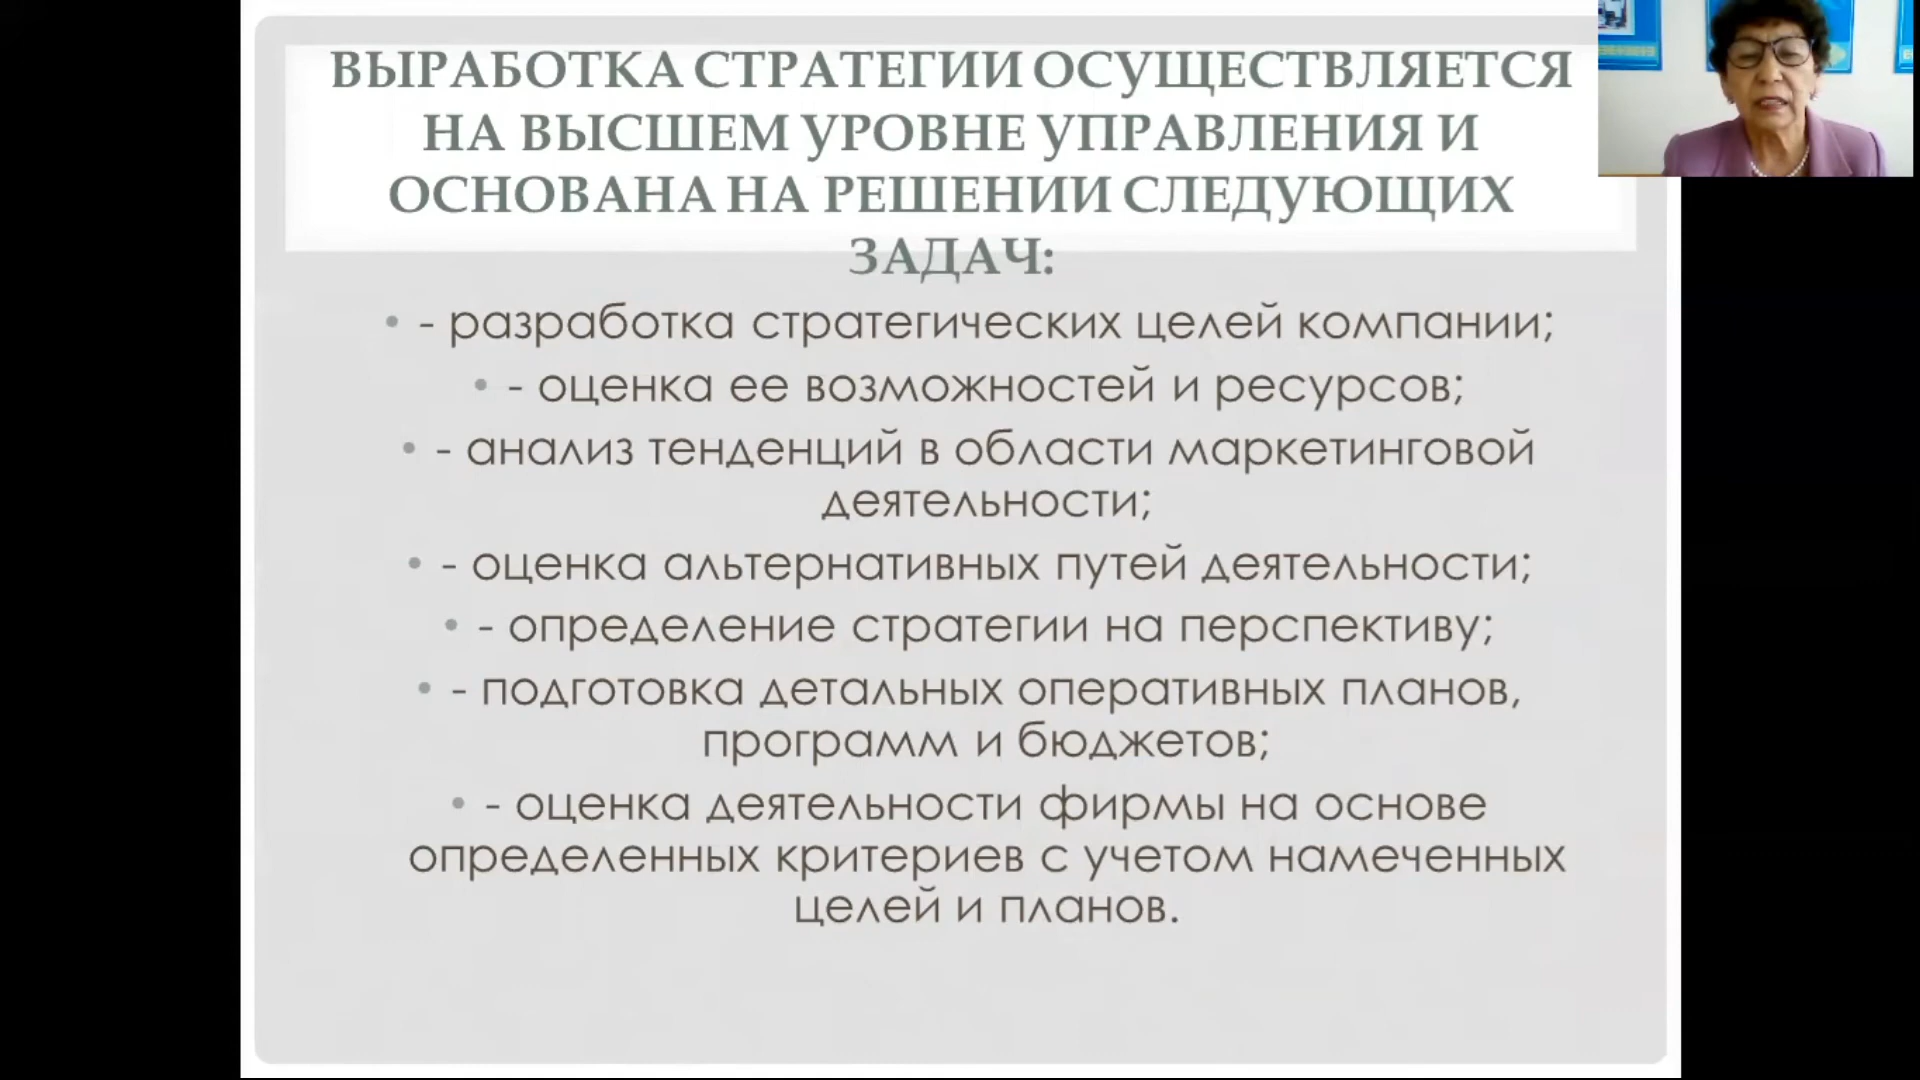 ВЫРАБОТКА СТРАТЕГИИ ОСУЩЕСТВЛЯЕТСЯ
НА ВЫСШЕМ УРОВНЕ УПРАВЛЕНИЯ И
ОСНОВАНА НА РЕШЕНИИ СЛЕДУЮЩИХ
ЗАДАЧ:
• - разработка стратегических целей компании;
• - оценка ее возможностей и ресурсов;
• - анализ тенденций в области маркетинговой
деятельности;
• - оценка альтернативных путей деятельности;
• - определение стратегии на перспективу;
• - подготовка детальных оперативных планов,
программ и бюджетов;
• - оценка деятельности фирмы на основе
определенных критериев с учетом намеченных
целей и планов.